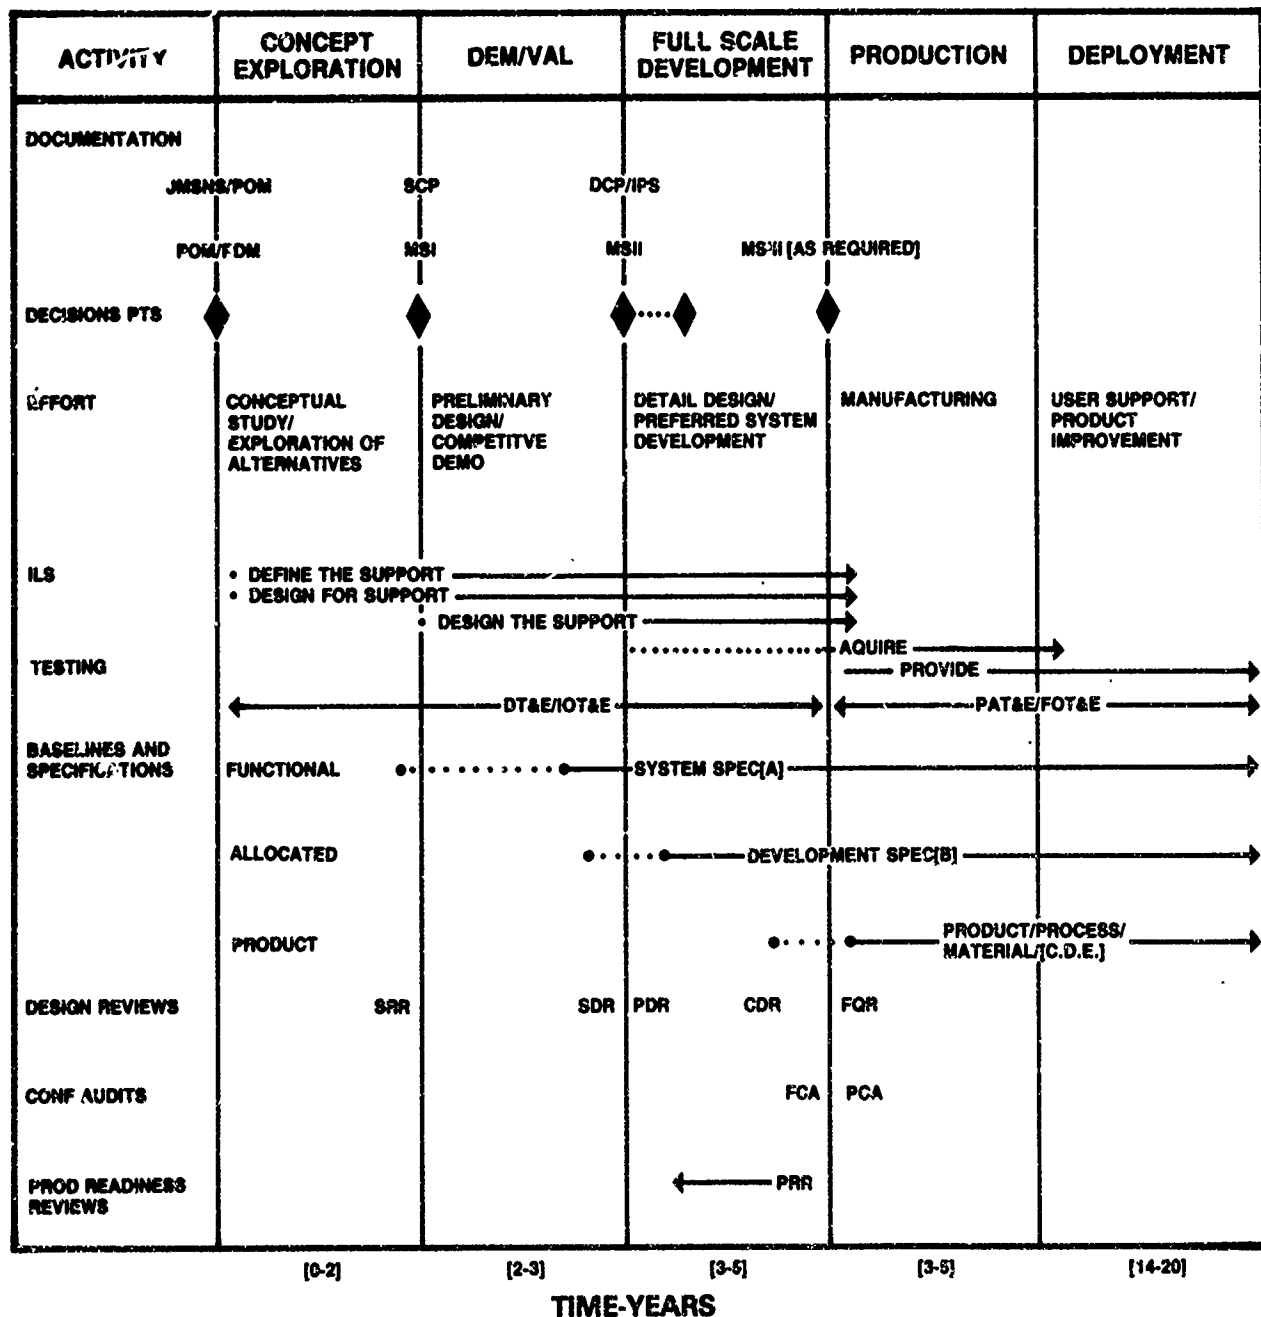 ACTIVITY
CONCEPT
EXPLORATION
DEM/VAL
FULL SCALE
DEVELOPMENT
PRODUCTION
DEPLOYMENT
DOCUMENTATION
JMSNS/POM
SCP
DCP/IPS
POM/FDM
MSI
MSII
MSIII [AS REQUIRED]
DECISIONS PTS
EFFORT
CONCEPTUAL
STUDY/
EXPLORATION OF
ALTERNATIVES
PRELIMINARY
DESIGN/
COMPETITVE
DEMO
DETAIL DESIGN/
PREFERRED SYSTEM
DEVELOPMENT
MANUFACTURING
USER SUPPORT/
PRODUCT
IMPROVEMENT
ILS
• DEFINE THE SUPPORT
• DESIGN FOR SUPPORT
• DESIGN THE SUPPORT
AQUIRE
TESTING
PROVIDE
DT&E/IOT&E
PAT&E/FOT&E
BASELINES AND
SPECIFICATIONS
FUNCTIONAL
SYSTEM SPEC[A]
ALLOCATED
DEVELOPMENT SPEC[B]
PRODUCT
PRODUCT/PROCESS/
MATERIAL/[C.D.E.]
DESIGN REVIEWS
SRR
SDR
PDR
CDR
FQR
CONF AUDITS
FCA
PCA
PROD READINESS
REVIEWS
PRR
[0-2]
[2-3]
[3-5]
[3-5]
[14-20]
TIME-YEARS